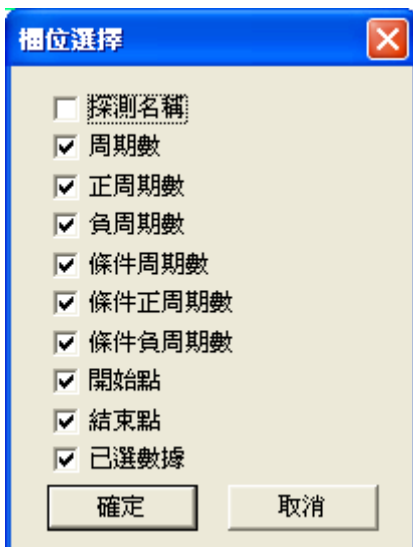 欄位選擇
探測名稱
周期數
正周期數
負周期數
條件周期數
條件正周期數
條件負周期數
開始點
結束點
已選數據
確定
取消